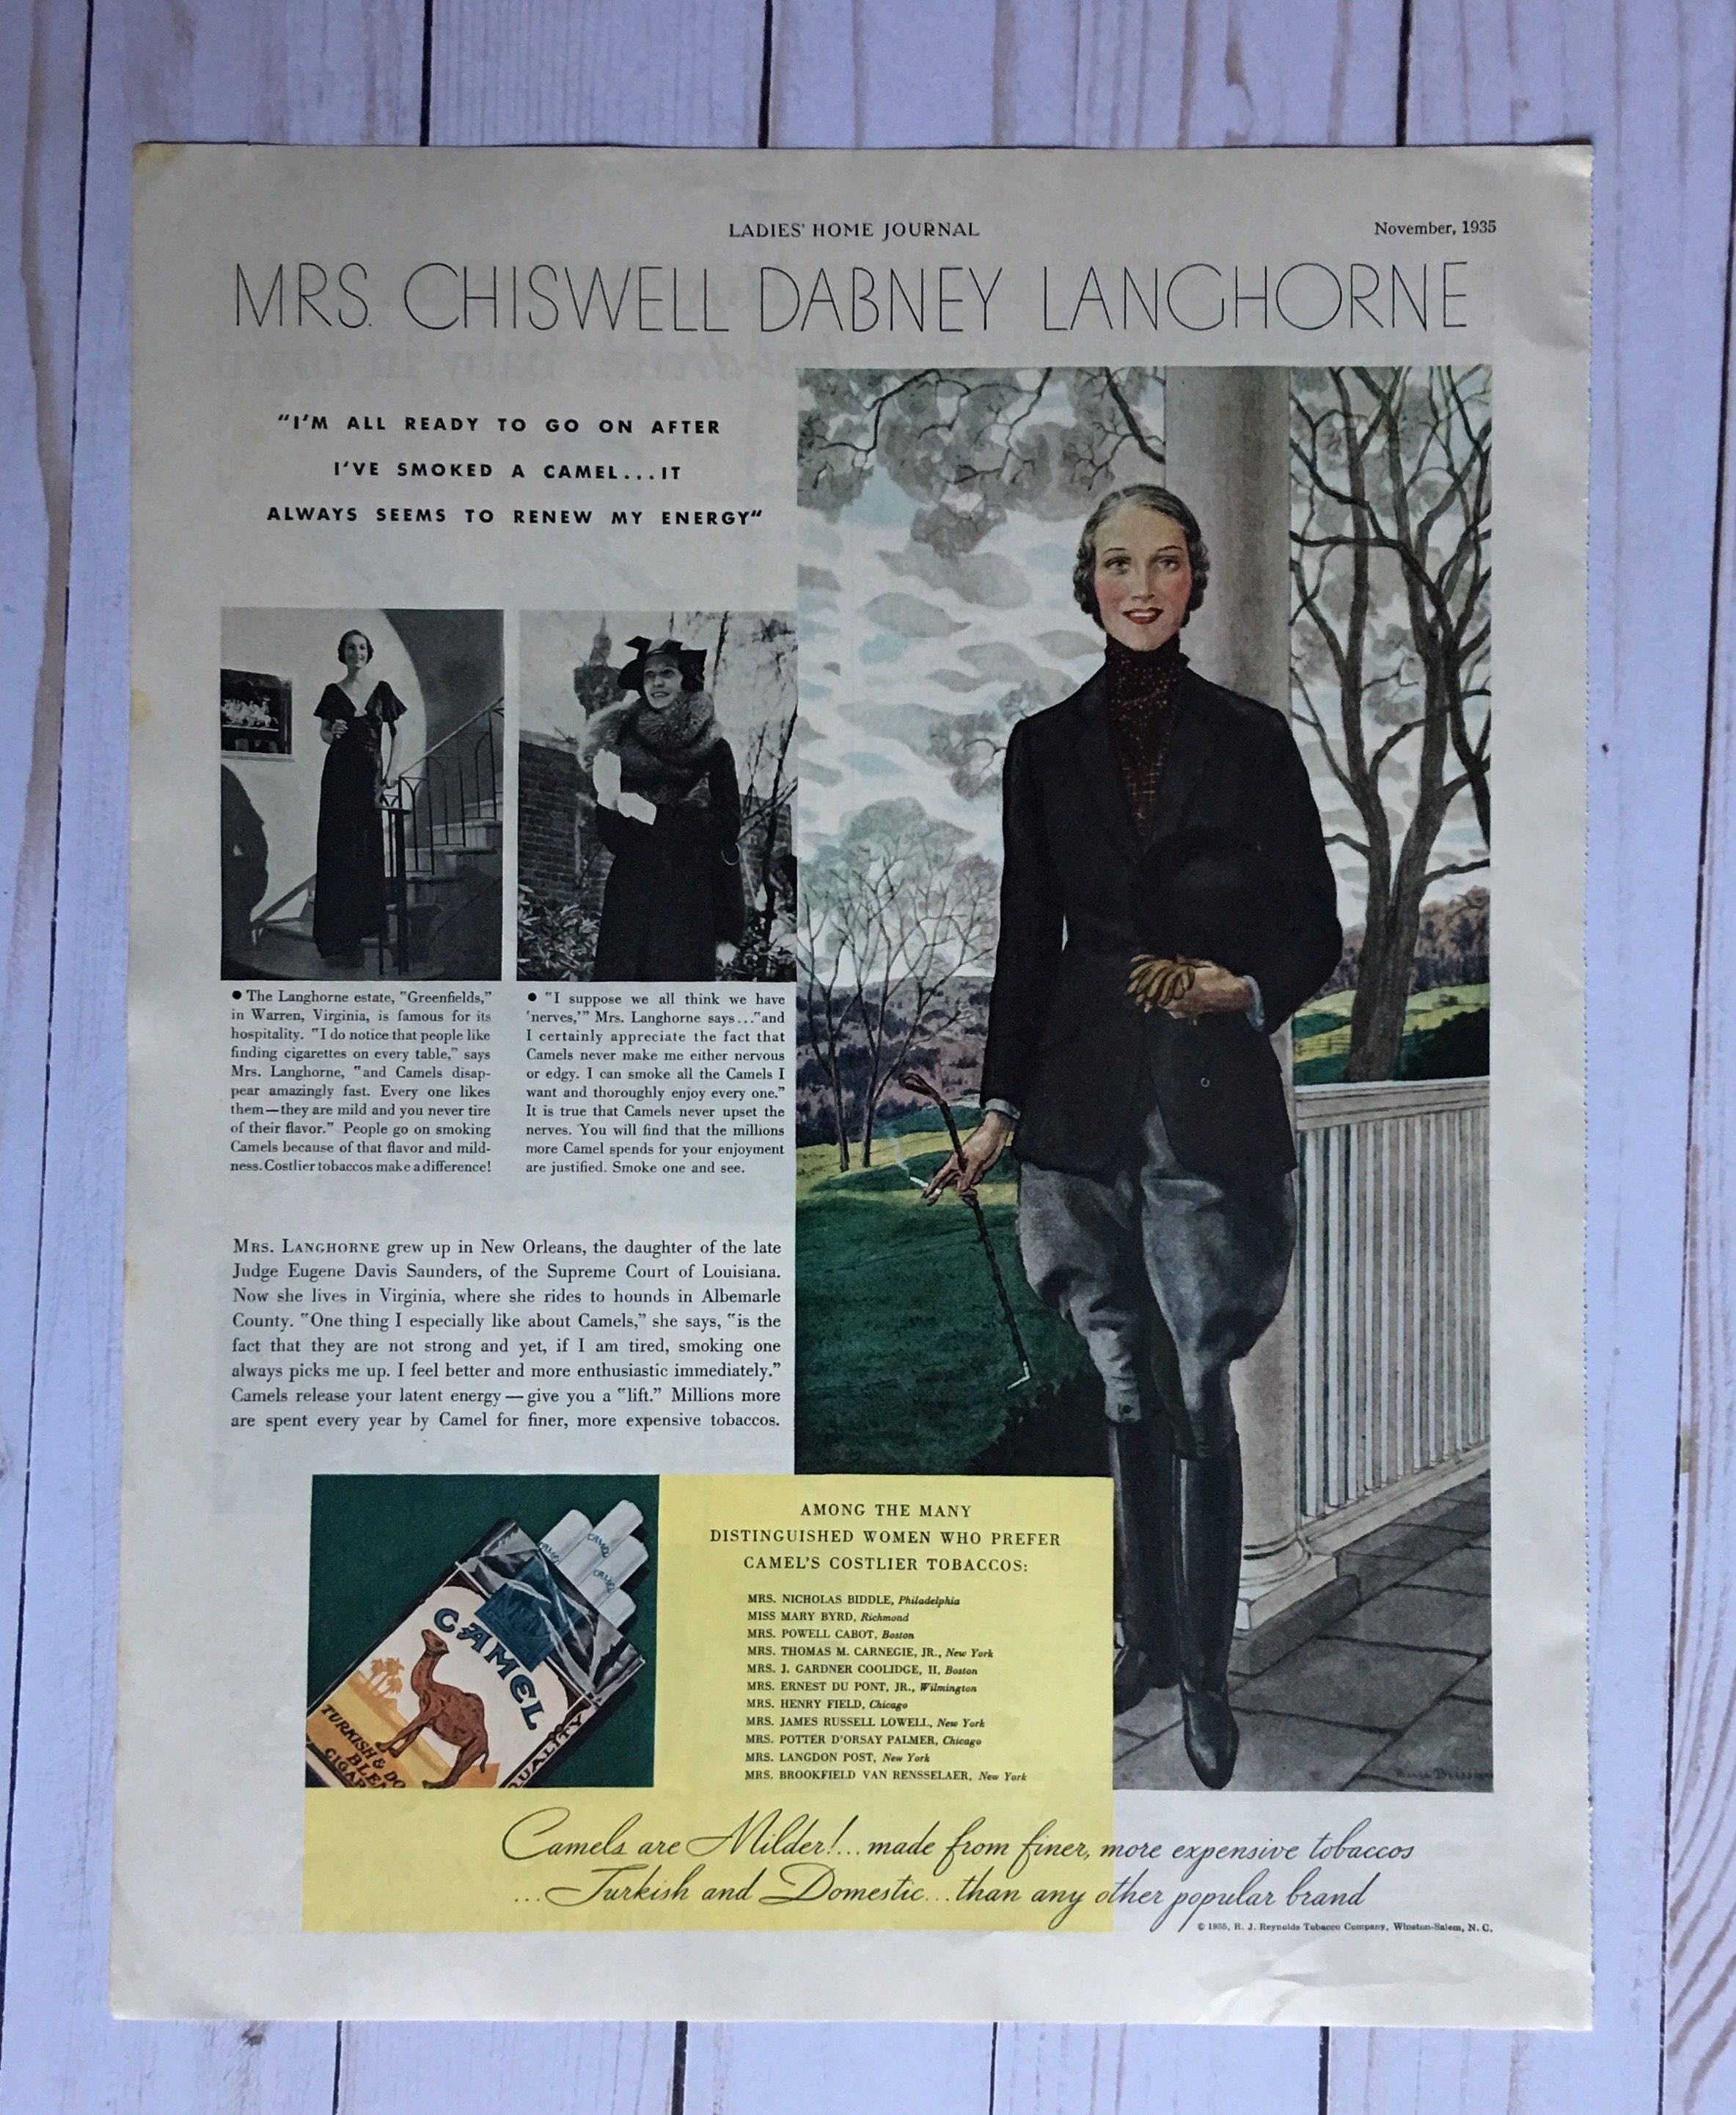 LADIES' HOME JOURNAL
November, 1935
MRS. CHISWELL DABNEY LANGHORNE
"I'M ALL READY TO GO ON AFTER
I'VE SMOKED A CAMEL...IT
ALWAYS SEEMS TO RENEW MY ENERGY"
• The Langhorne estate, "Greenfields,"
in Warren, Virginia, is famous for its
hospitality. "I do notice that people like
finding cigarettes on every table," says
Mrs. Langhorne, "and Camels disap-
pear amazingly fast. Every one likes
them—they are mild and you never tire
of their flavor." People go on smoking
Camels because of that flavor and mild-
ness. Costlier tobaccos make a difference!
• "I suppose we all think we have
'nerves,'" Mrs. Langhorne says..."and
I certainly appreciate the fact that
Camels never make me either nervous
or edgy. I can smoke all the Camels I
want and thoroughly enjoy every one."
It is true that Camels never upset the
nerves. You will find that the millions
more Camel spends for your enjoyment
are justified. Smoke one and see.
MRS. LANGHORNE grew up in New Orleans, the daughter of the late
Judge Eugene Davis Saunders, of the Supreme Court of Louisiana.
Now she lives in Virginia, where she rides to hounds in Albemarle
County. "One thing I especially like about Camels," she says, "is the
fact that they are not strong and yet, if I am tired, smoking one
always picks me up. I feel better and more enthusiastic immediately."
Camels release your latent energy—give you a "lift." Millions more
are spent every year by Camel for finer, more expensive tobaccos.
CAMEL
CAMEL
CAMEL
CAMEL
TURKISH & DO
BLEN
CIGAR
QUALITY
AMONG THE MANY
DISTINGUISHED WOMEN WHO PREFER
CAMEL'S COSTLIER TOBACCOS:
MRS. NICHOLAS BIDDLE, Philadelphia
MISS MARY BYRD, Richmond
MRS. POWELL CABOT, Boston
MRS. THOMAS M. CARNEGIE, JR., New York
MRS. J. GARDNER COOLIDGE, II, Boston
MRS. ERNEST DU PONT, JR., Wilmington
MRS. HENRY FIELD, Chicago
MRS. JAMES RUSSELL LOWELL, New York
MRS. POTTER D'ORSAY PALMER, Chicago
MRS. LANGDON POST, New York
MRS. BROOKFIELD VAN RENSSELAER, New York
Camels are Milder!...made from finer, more expensive tobaccos
...Turkish and Domestic...than any other popular brand
© 1935, R. J. Reynolds Tobacco Company, Winston-Salem, N. C.